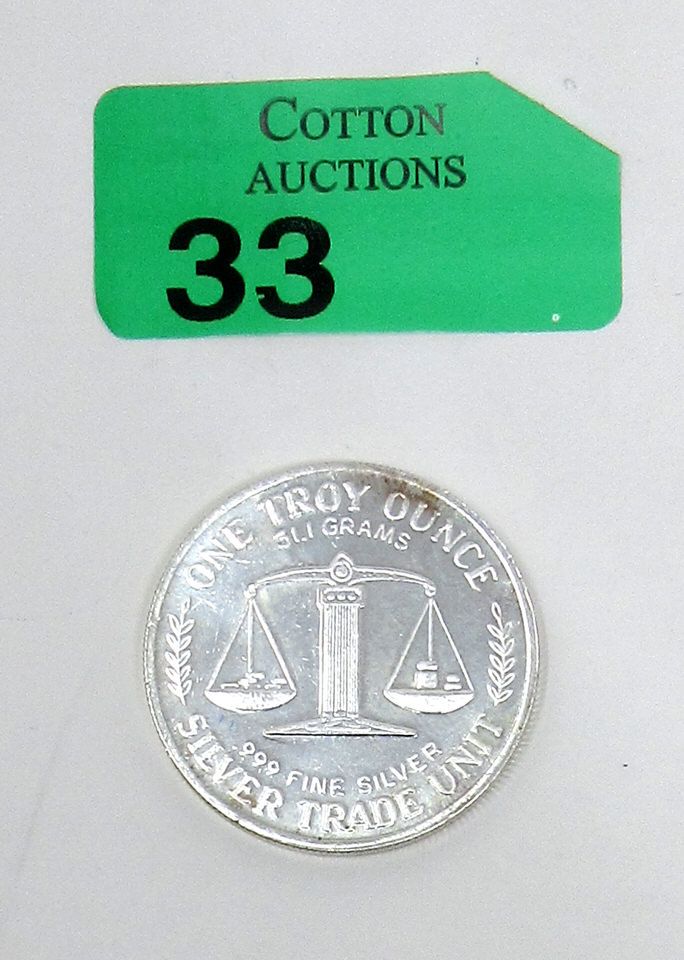 COTTON
AUCTIONS
33
ONE TROY OUNCE
31.1 GRAMS
.999 FINE SILVER
SILVER TRADE UNIT